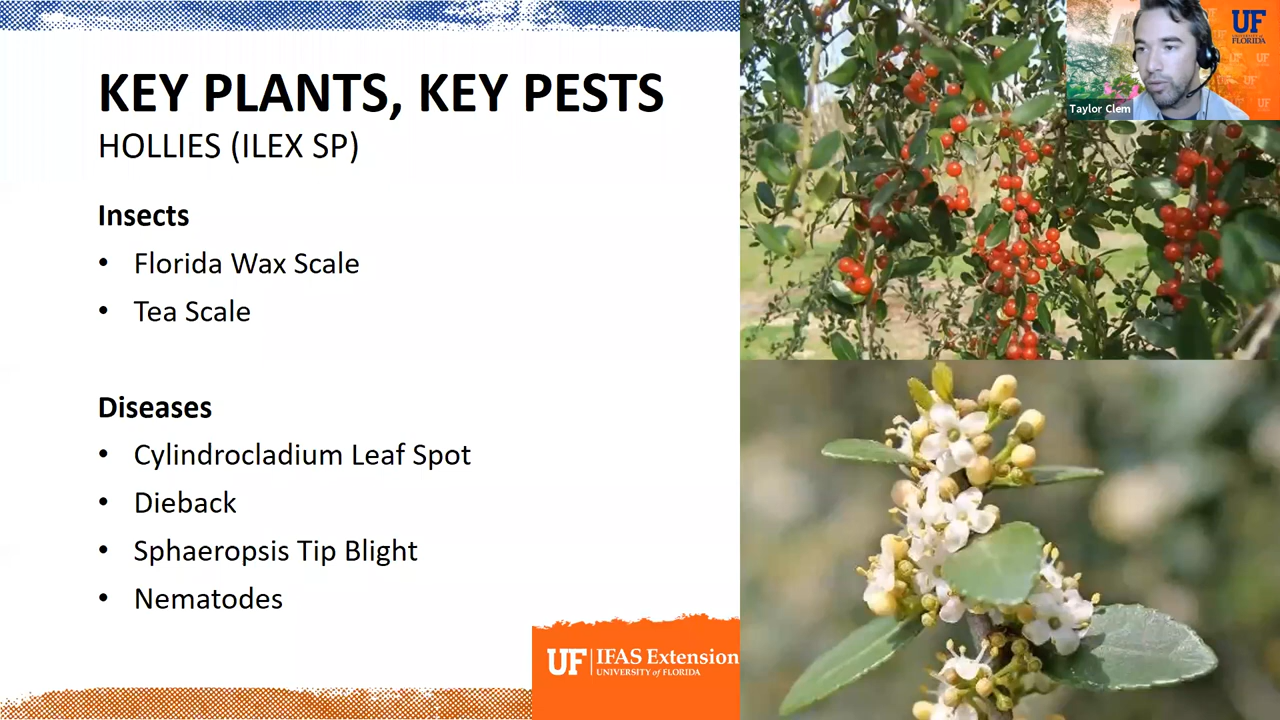 KEY PLANTS, KEY PESTS
HOLLIES (ILEX SP)
Insects
• Florida Wax Scale
• Tea Scale
Diseases
• Cylindrocladium Leaf Spot
• Dieback
• Sphaeropsis Tip Blight
• Nematodes
UF IFAS Extension
UNIVERSITY of FLORIDA
Taylor Clem
UF
UNIVERSITY of
FLORIDA